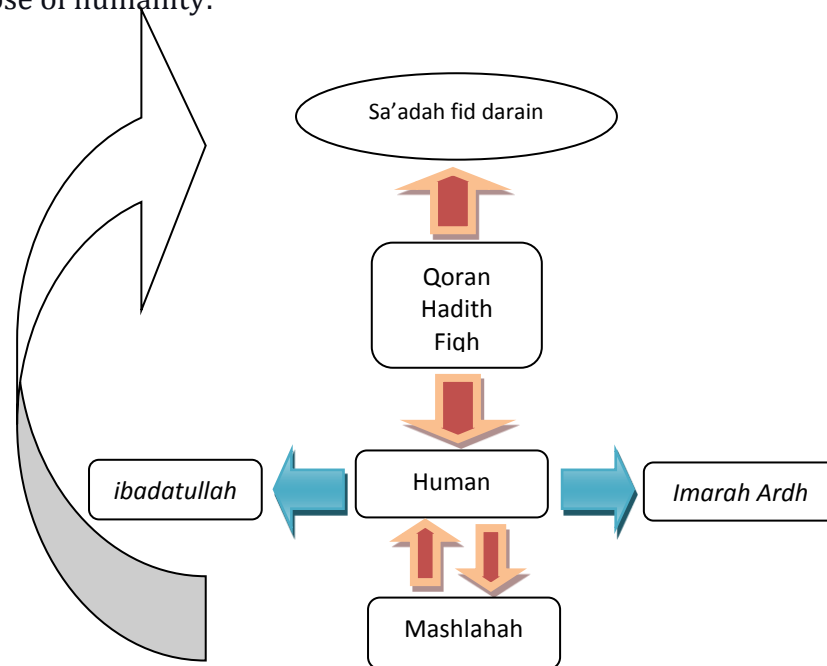 ose of humanity.
Sa’adah fid darain
Qoran
Hadith
Fiqh
ibadatullah
Human
Imarah Ardh
Mashlahah